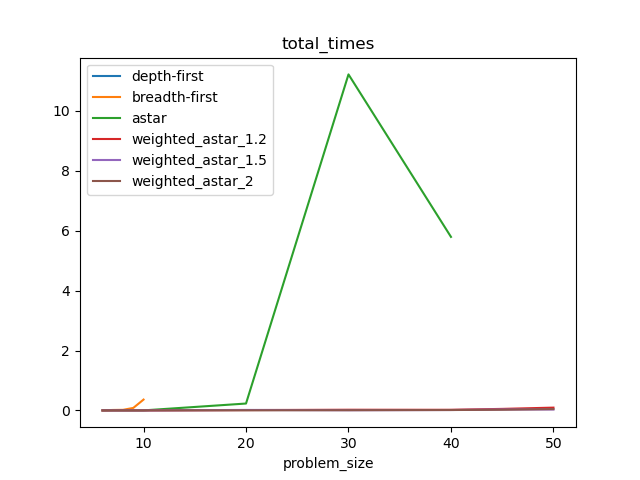 total_times
depth-first
breadth-first
astar
weighted_astar_1.2
weighted_astar_1.5
weighted_astar_2
10
8
6
4
2
0
10 20 30 40 50
problem_size